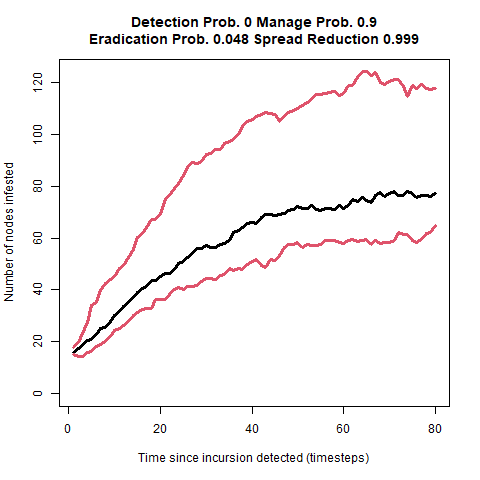 Detection Prob. 0 Manage Prob. 0.9
Eradication Prob. 0.048 Spread Reduction 0.999
Number of nodes infested
120
100
80
60
40
20
0
0 20 40 60 80
Time since incursion detected (timesteps)